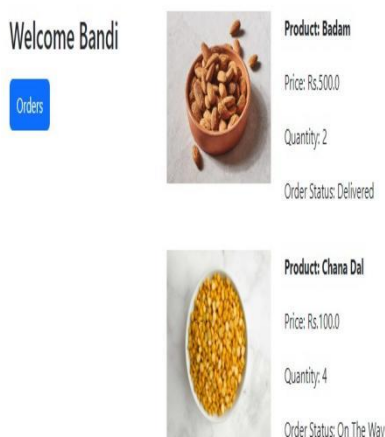 Welcome Bandi
Orders
Product: Badam
Price: Rs.500.0
Quantity: 2
Order Status: Delivered
Product: Chana Dal
Price: Rs.100.0
Quantity: 4
Order Status: On The Way